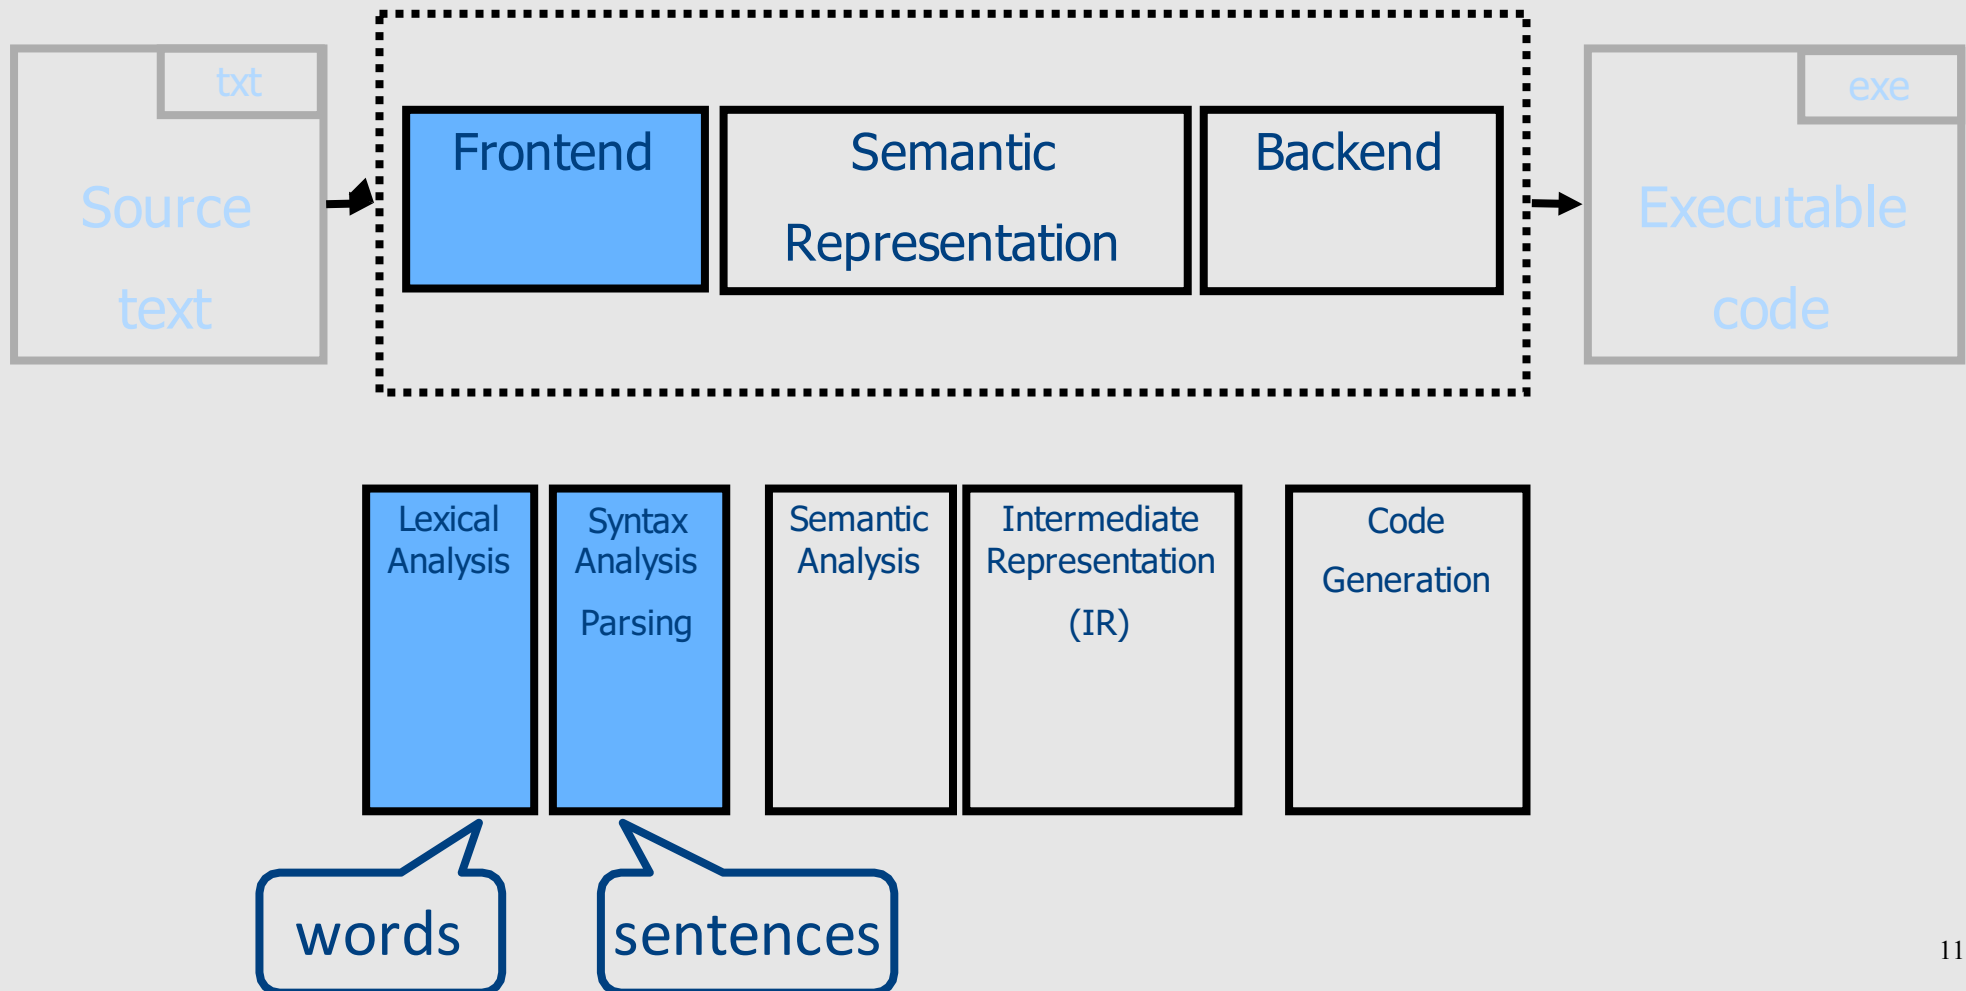 txt
Source
text
Frontend
Semantic
Representation
Backend
exe
Executable
code
Lexical
Analysis
Syntax
Analysis
Parsing
Semantic
Analysis
Intermediate
Representation
(IR)
Code
Generation
words
sentences
11